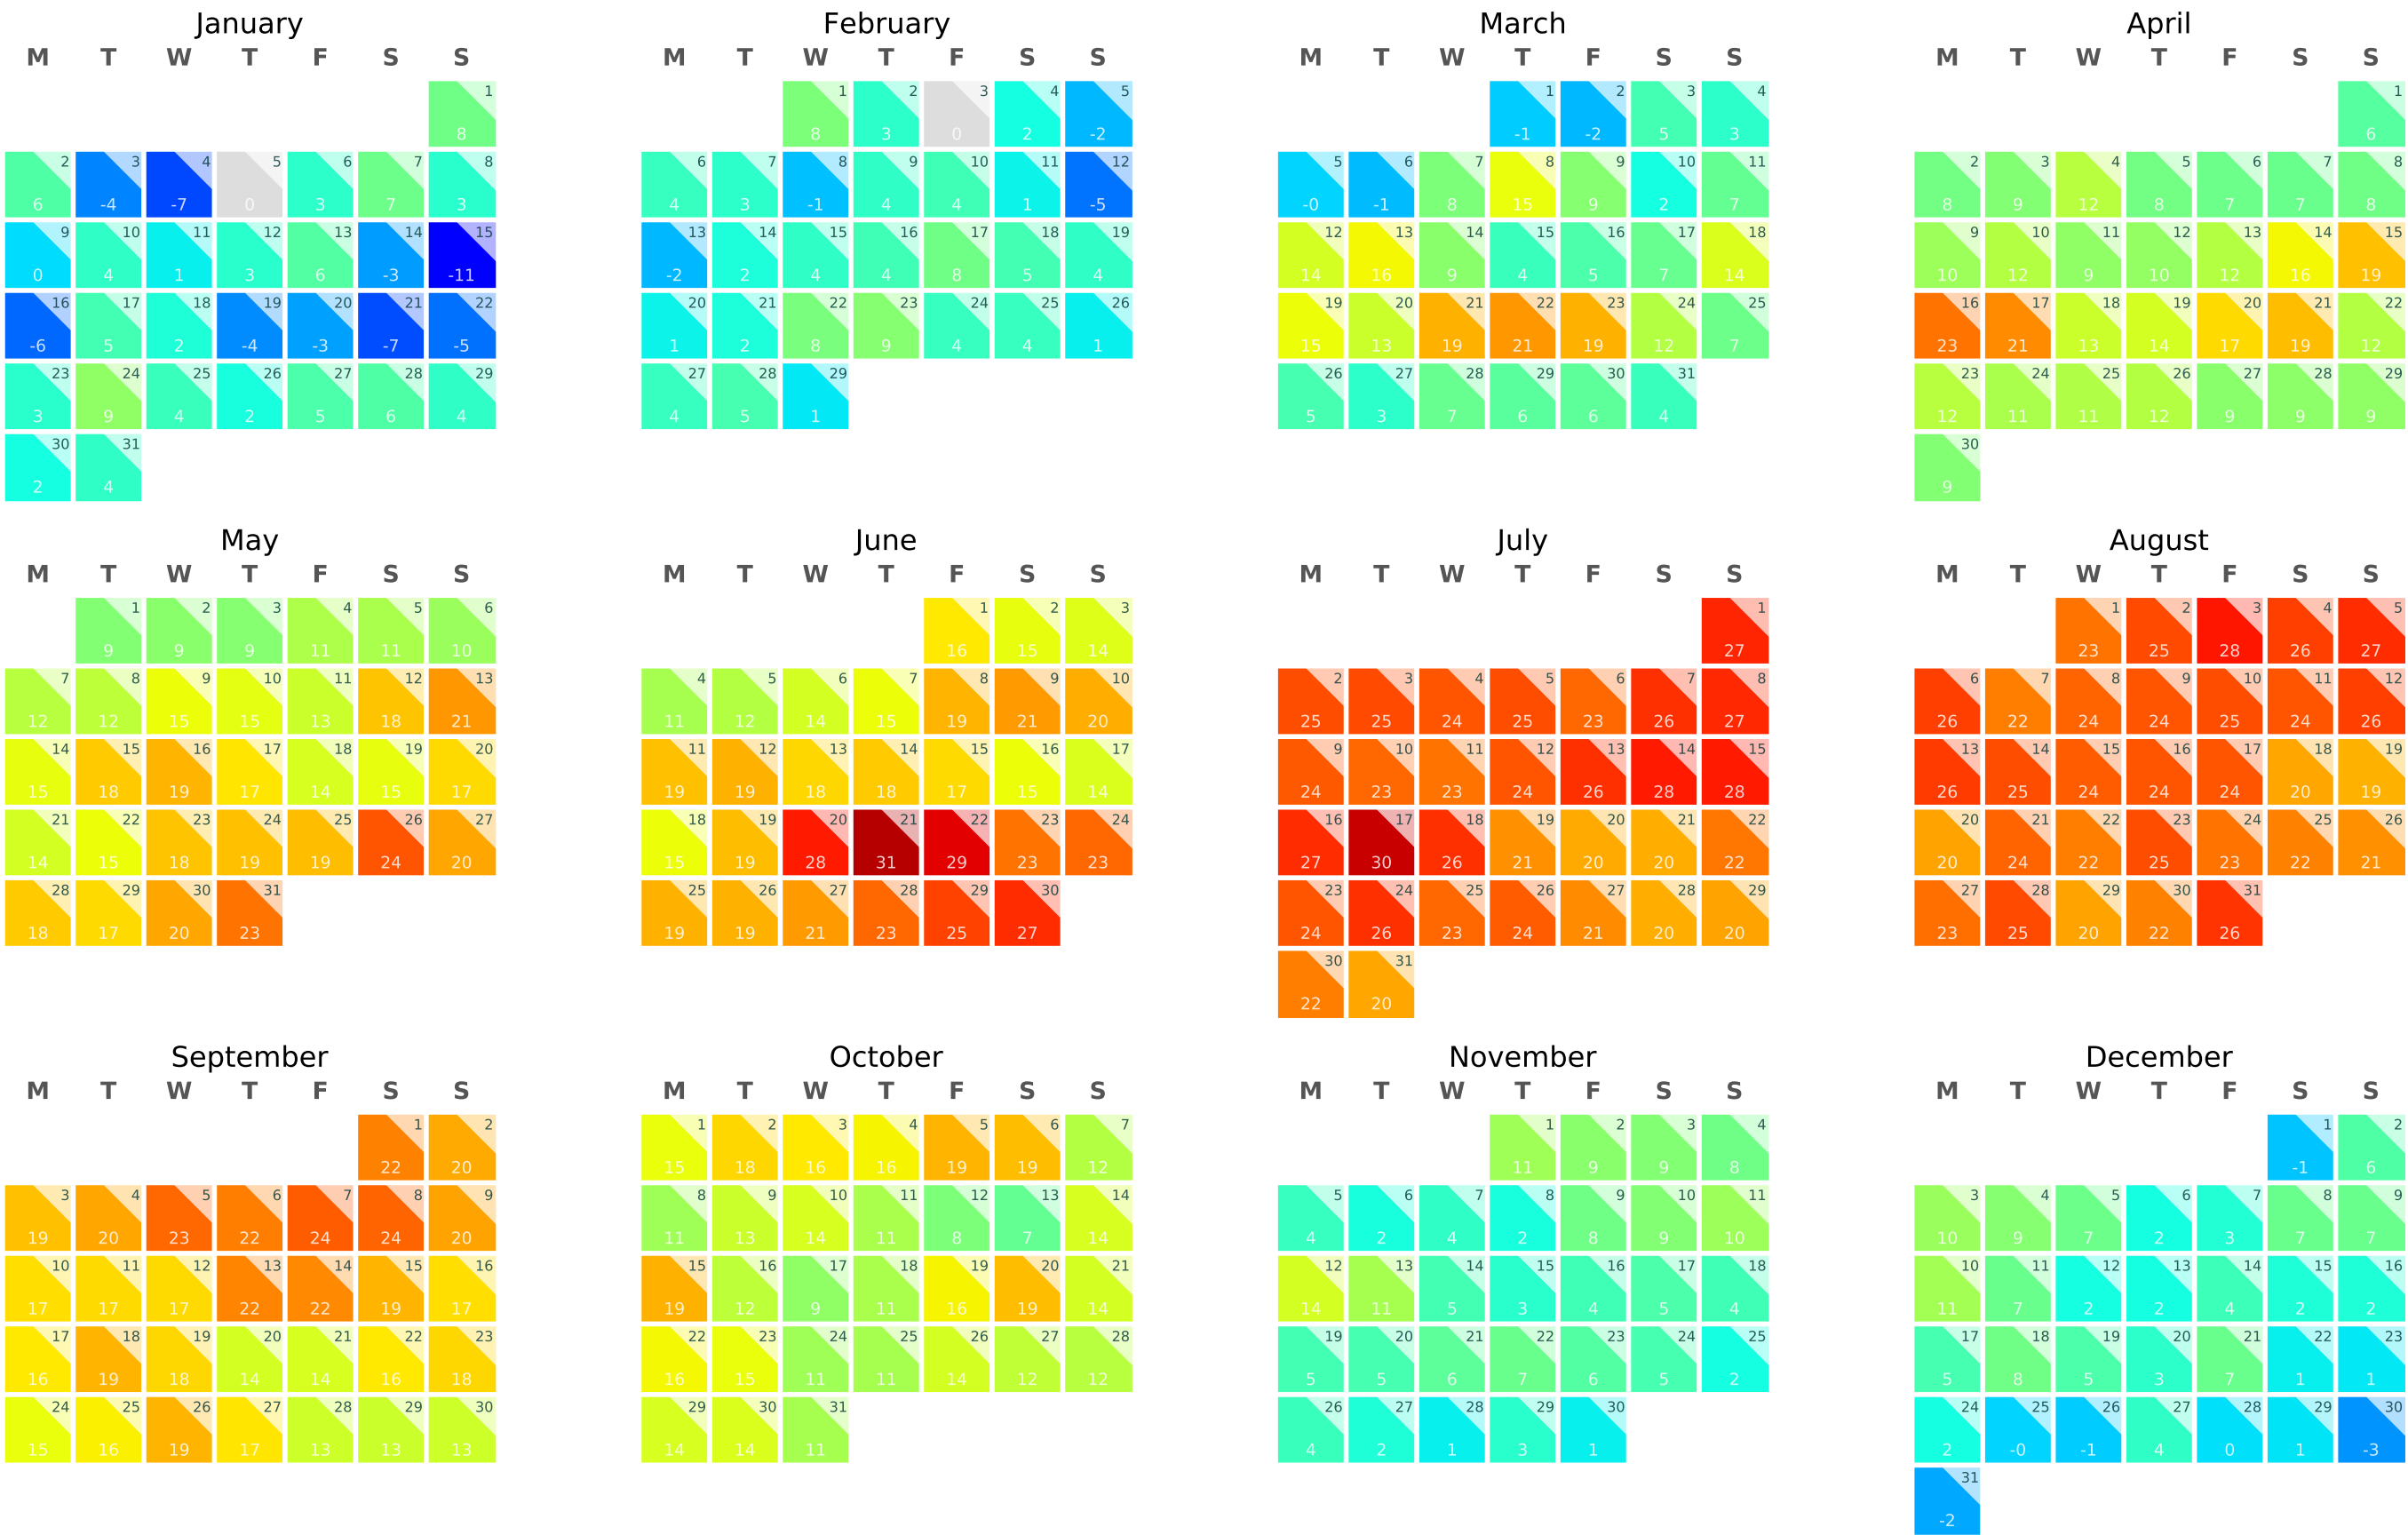 January February March April
M T W T F S S M T W T F S S M T W T F S S M T W T F S S
1 1 2 3 4 5 1 2 3 4 1
8 8 3 0 2 -2 -1 -2 5 3 6
2 3 4 5 6 7 8 6 7 8 9 10 11 12 5 6 7 8 9 10 11 2 3 4 5 6 7 8
6 -4 -7 0 3 7 3 4 3 -1 4 4 1 -5 -0 -1 8 15 9 2 7 8 9 12 8 7 7 8
9 10 11 12 13 14 15 13 14 15 16 17 18 19 12 13 14 15 16 17 18 9 10 11 12 13 14 15
0 4 1 3 6 -3 -11 -2 2 4 4 8 5 4 14 16 9 4 5 7 14 10 12 9 10 12 16 19
16 17 18 19 20 21 22 20 21 22 23 24 25 26 19 20 21 22 23 24 25 16 17 18 19 20 21 22
-6 5 2 -4 -3 -7 -5 1 2 8 9 4 4 1 15 13 19 21 19 12 7 23 21 13 14 17 19 12
23 24 25 26 27 28 29 27 28 29 26 27 28 29 30 31 23 24 25 26 27 28 29
3 9 4 2 5 6 4 4 5 1 5 3 7 6 6 4 12 11 11 12 9 9 9
30 31 30
2 4 9
May June July August
M T W T F S S M T W T F S S M T W T F S S M T W T F S S
1 2 3 4 5 6 1 2 3 1 1 2 3 4 5
9 9 9 11 11 10 16 15 14 27 23 25 28 26 27
7 8 9 10 11 12 13 4 5 6 7 8 9 10 2 3 4 5 6 7 8 6 7 8 9 10 11 12
12 12 15 15 13 18 21 11 12 14 15 19 21 20 25 25 24 25 23 26 27 26 22 24 24 25 24 26
14 15 16 17 18 19 20 11 12 13 14 15 16 17 9 10 11 12 13 14 15 13 14 15 16 17 18 19
15 18 19 17 14 15 17 19 19 18 18 17 15 14 24 23 23 24 26 28 28 26 25 24 24 24 20 19
21 22 23 24 25 26 27 18 19 20 21 22 23 24 16 17 18 19 20 21 22 20 21 22 23 24 25 26
14 15 18 19 19 24 20 15 19 28 31 29 23 23 27 30 26 21 20 20 22 20 24 22 25 23 22 21
28 29 30 31 25 26 27 28 29 30 23 24 25 26 27 28 29 27 28 29 30 31
18 17 20 23 19 19 21 23 25 27 24 26 23 24 21 20 20 23 25 20 22 26
30 31
22 20
September October November December
M T W T F S S M T W T F S S M T W T F S S M T W T F S S
1 2 1 2 3 4 5 6 7 1 2 3 4 1 2
22 20 15 18 16 16 19 19 12 11 9 9 8 -1 6
3 4 5 6 7 8 9 8 9 10 11 12 13 14 5 6 7 8 9 10 11 3 4 5 6 7 8 9
19 20 23 22 24 24 20 11 13 14 11 8 7 14 4 2 4 2 8 9 10 10 9 7 2 3 7 7
10 11 12 13 14 15 16 15 16 17 18 19 20 21 12 13 14 15 16 17 18 10 11 12 13 14 15 16
17 17 17 22 22 19 17 19 12 9 11 16 19 14 14 11 5 3 4 5 4 11 7 2 2 4 2 2
17 18 19 20 21 22 23 22 23 24 25 26 27 28 19 20 21 22 23 24 25 17 18 19 20 21 22 23
16 19 18 14 14 16 18 16 15 11 11 14 12 12 5 5 6 7 6 5 2 5 8 5 3 7 1 1
24 25 26 27 28 29 30 29 30 31 26 27 28 29 30 24 25 26 27 28 29 30
15 16 19 17 13 13 13 14 14 11 4 2 1 3 1 2 -0 -1 4 0 1 -3
31
-2